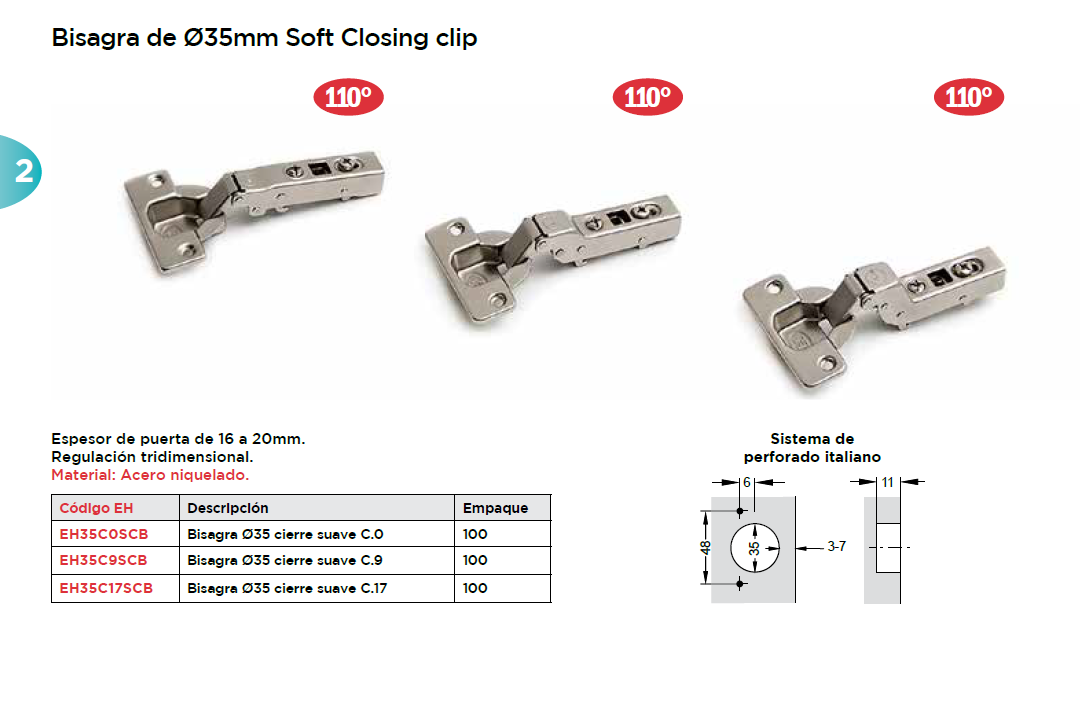 Bisagra de Ø35mm Soft Closing clip
110º
110º
110º
2
Espesor de puerta de 16 a 20mm.
Regulación tridimensional.
Material: Acero niquelado.
Código EH Descripción Empaque
EH35C0SCB Bisagra Ø35 cierre suave C.0 100
EH35C9SCB Bisagra Ø35 cierre suave C.9 100
EH35C17SCB Bisagra Ø35 cierre suave C.17 100
Sistema de
perforado italiano
6
11
48
35
3-7